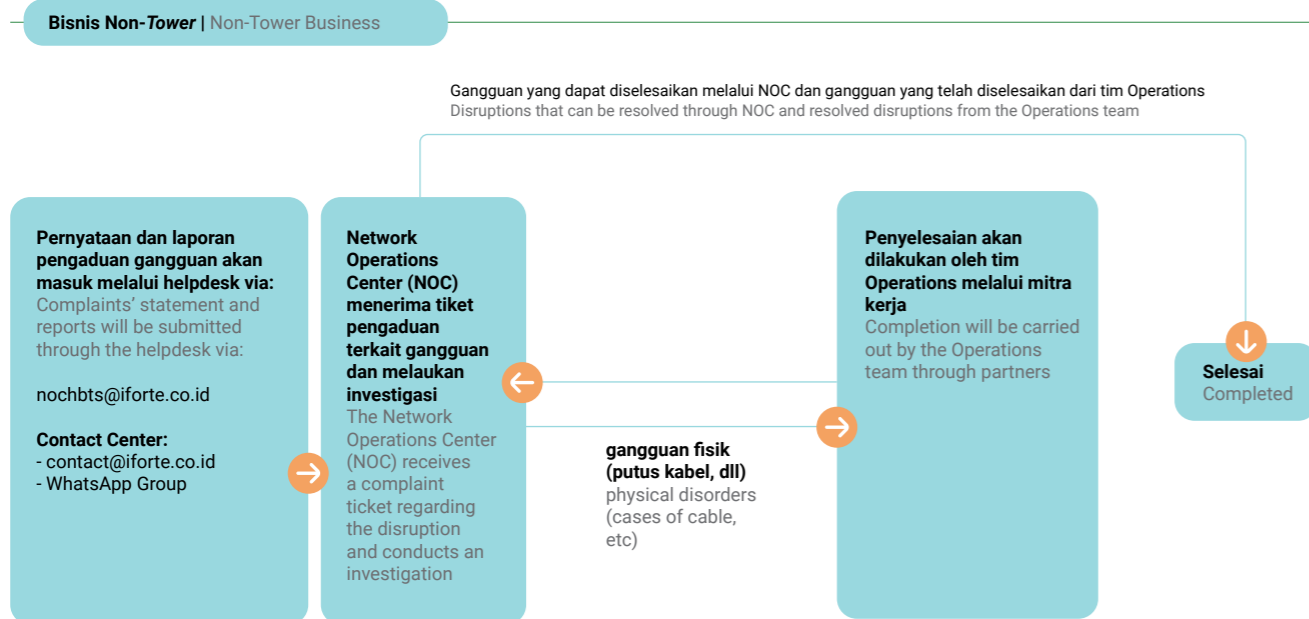 Bisnis Non-Tower | Non-Tower Business
Gangguan yang dapat diselesaikan melalui NOC dan gangguan yang telah diselesaikan dari tim Operations
Disruptions that can be resolved through NOC and resolved disruptions from the Operations team
Pernyataan dan laporan
pengaduan gangguan akan
masuk melalui helpdesk via:
Complaints’ statement and
reports will be submitted
through the helpdesk via:
nochbts@iforte.co.id
Contact Center:
- contact@iforte.co.id
- WhatsApp Group
Network
Operations
Center (NOC)
menerima tiket
pengaduan
terkait gangguan
dan melaukan
investigasi
The Network
Operations Center
(NOC) receives
a complaint
ticket regarding
the disruption
and conducts an
investigation
gangguan fisik
(putus kabel, dll)
physical disorders
(cases of cable,
etc)
Penyelesaian akan
dilakukan oleh tim
Operations melalui mitra
kerja
Completion will be carried
out by the Operations
team through partners
Selesai
Completed